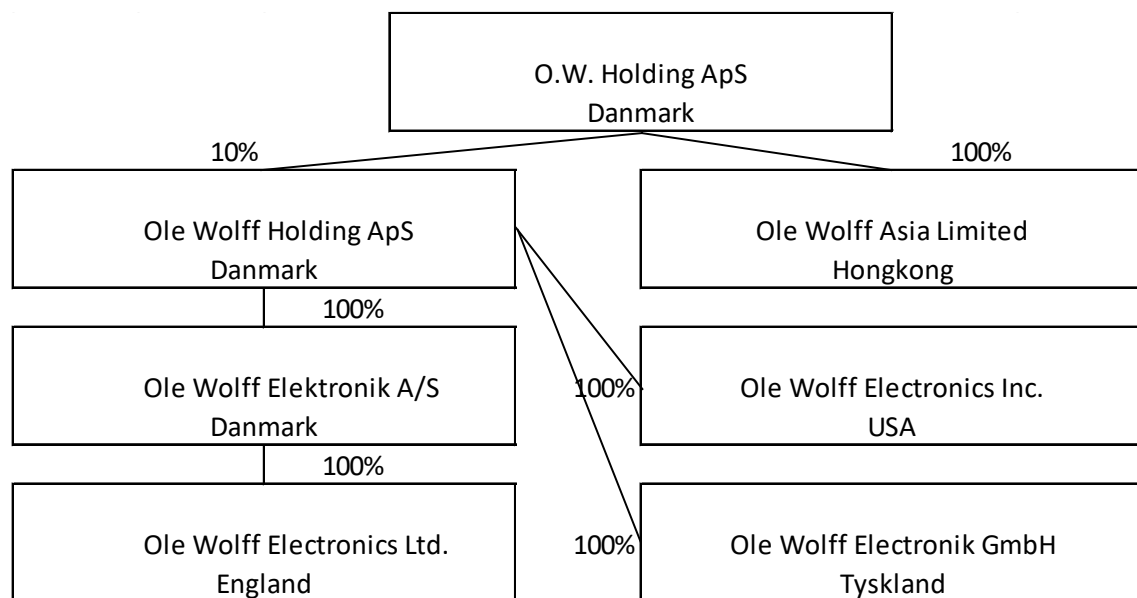 O.W. Holding ApS
Danmark
10%
100%
Ole Wolff Holding ApS
Danmark
Ole Wolff Asia Limited
Hongkong
100%
Ole Wolff Elektronik A/S
Danmark
100%
Ole Wolff Electronics Inc.
USA
100%
Ole Wolff Electronics Ltd.
England
100%
Ole Wolff Electronik GmbH
Tyskland